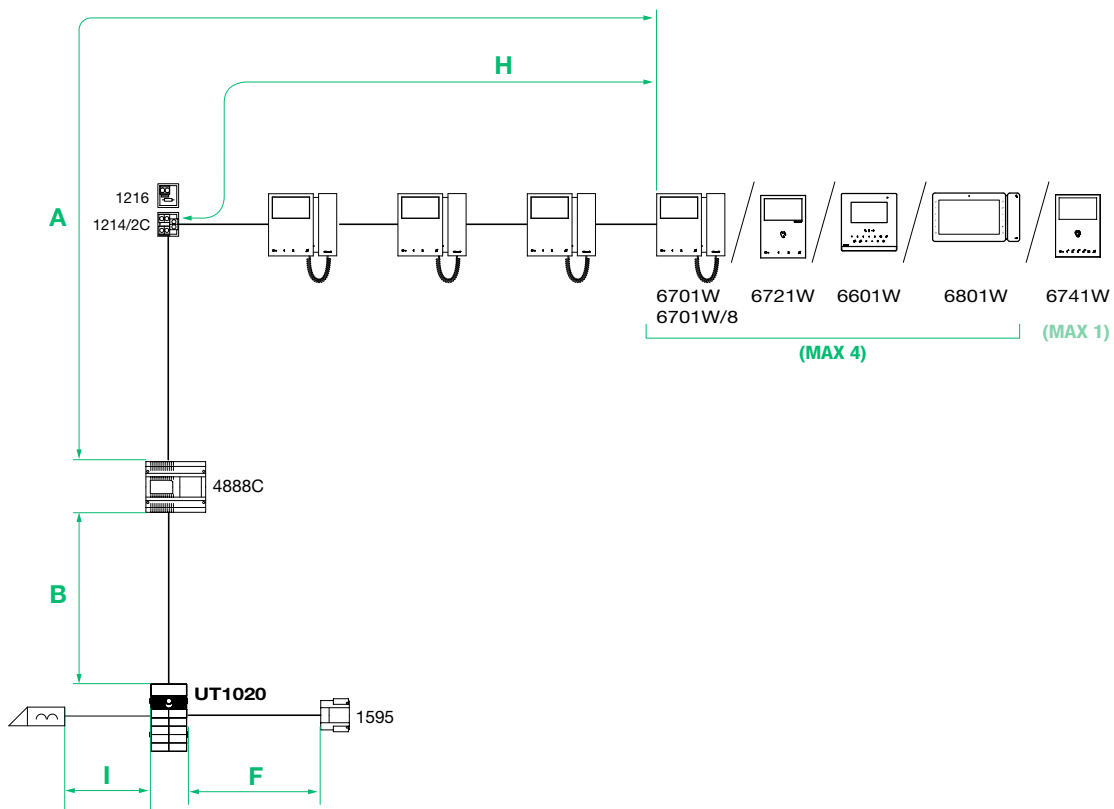 H
A
1216
1214/2C
6701W
6701W/8
6721W
6601W
6801W
6741W
(MAX 4)
(MAX 1)
4888C
B
UT1020
1595
I
F